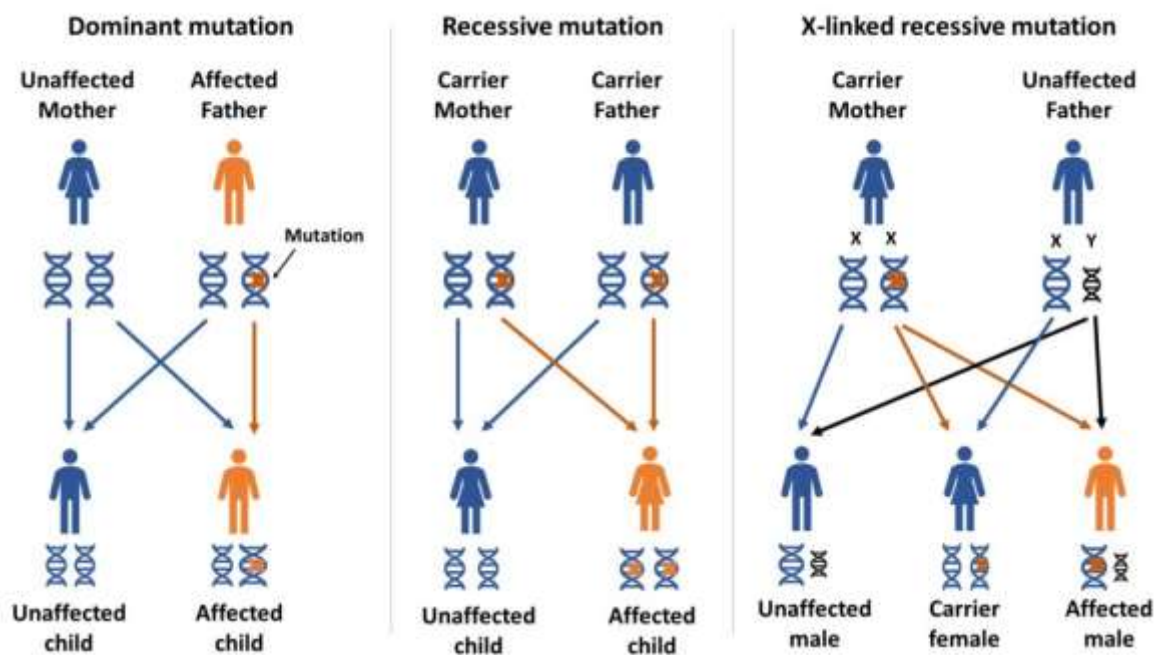 Dominant mutation
Unaffected Mother
Affected Father
Mutation
Unaffected child
Affected child
Recessive mutation
Carrier Mother
Carrier Father
Unaffected child
Affected child
X-linked recessive mutation
Carrier Mother
Unaffected Father
X X
X Y
Unaffected male
Carrier female
Affected male